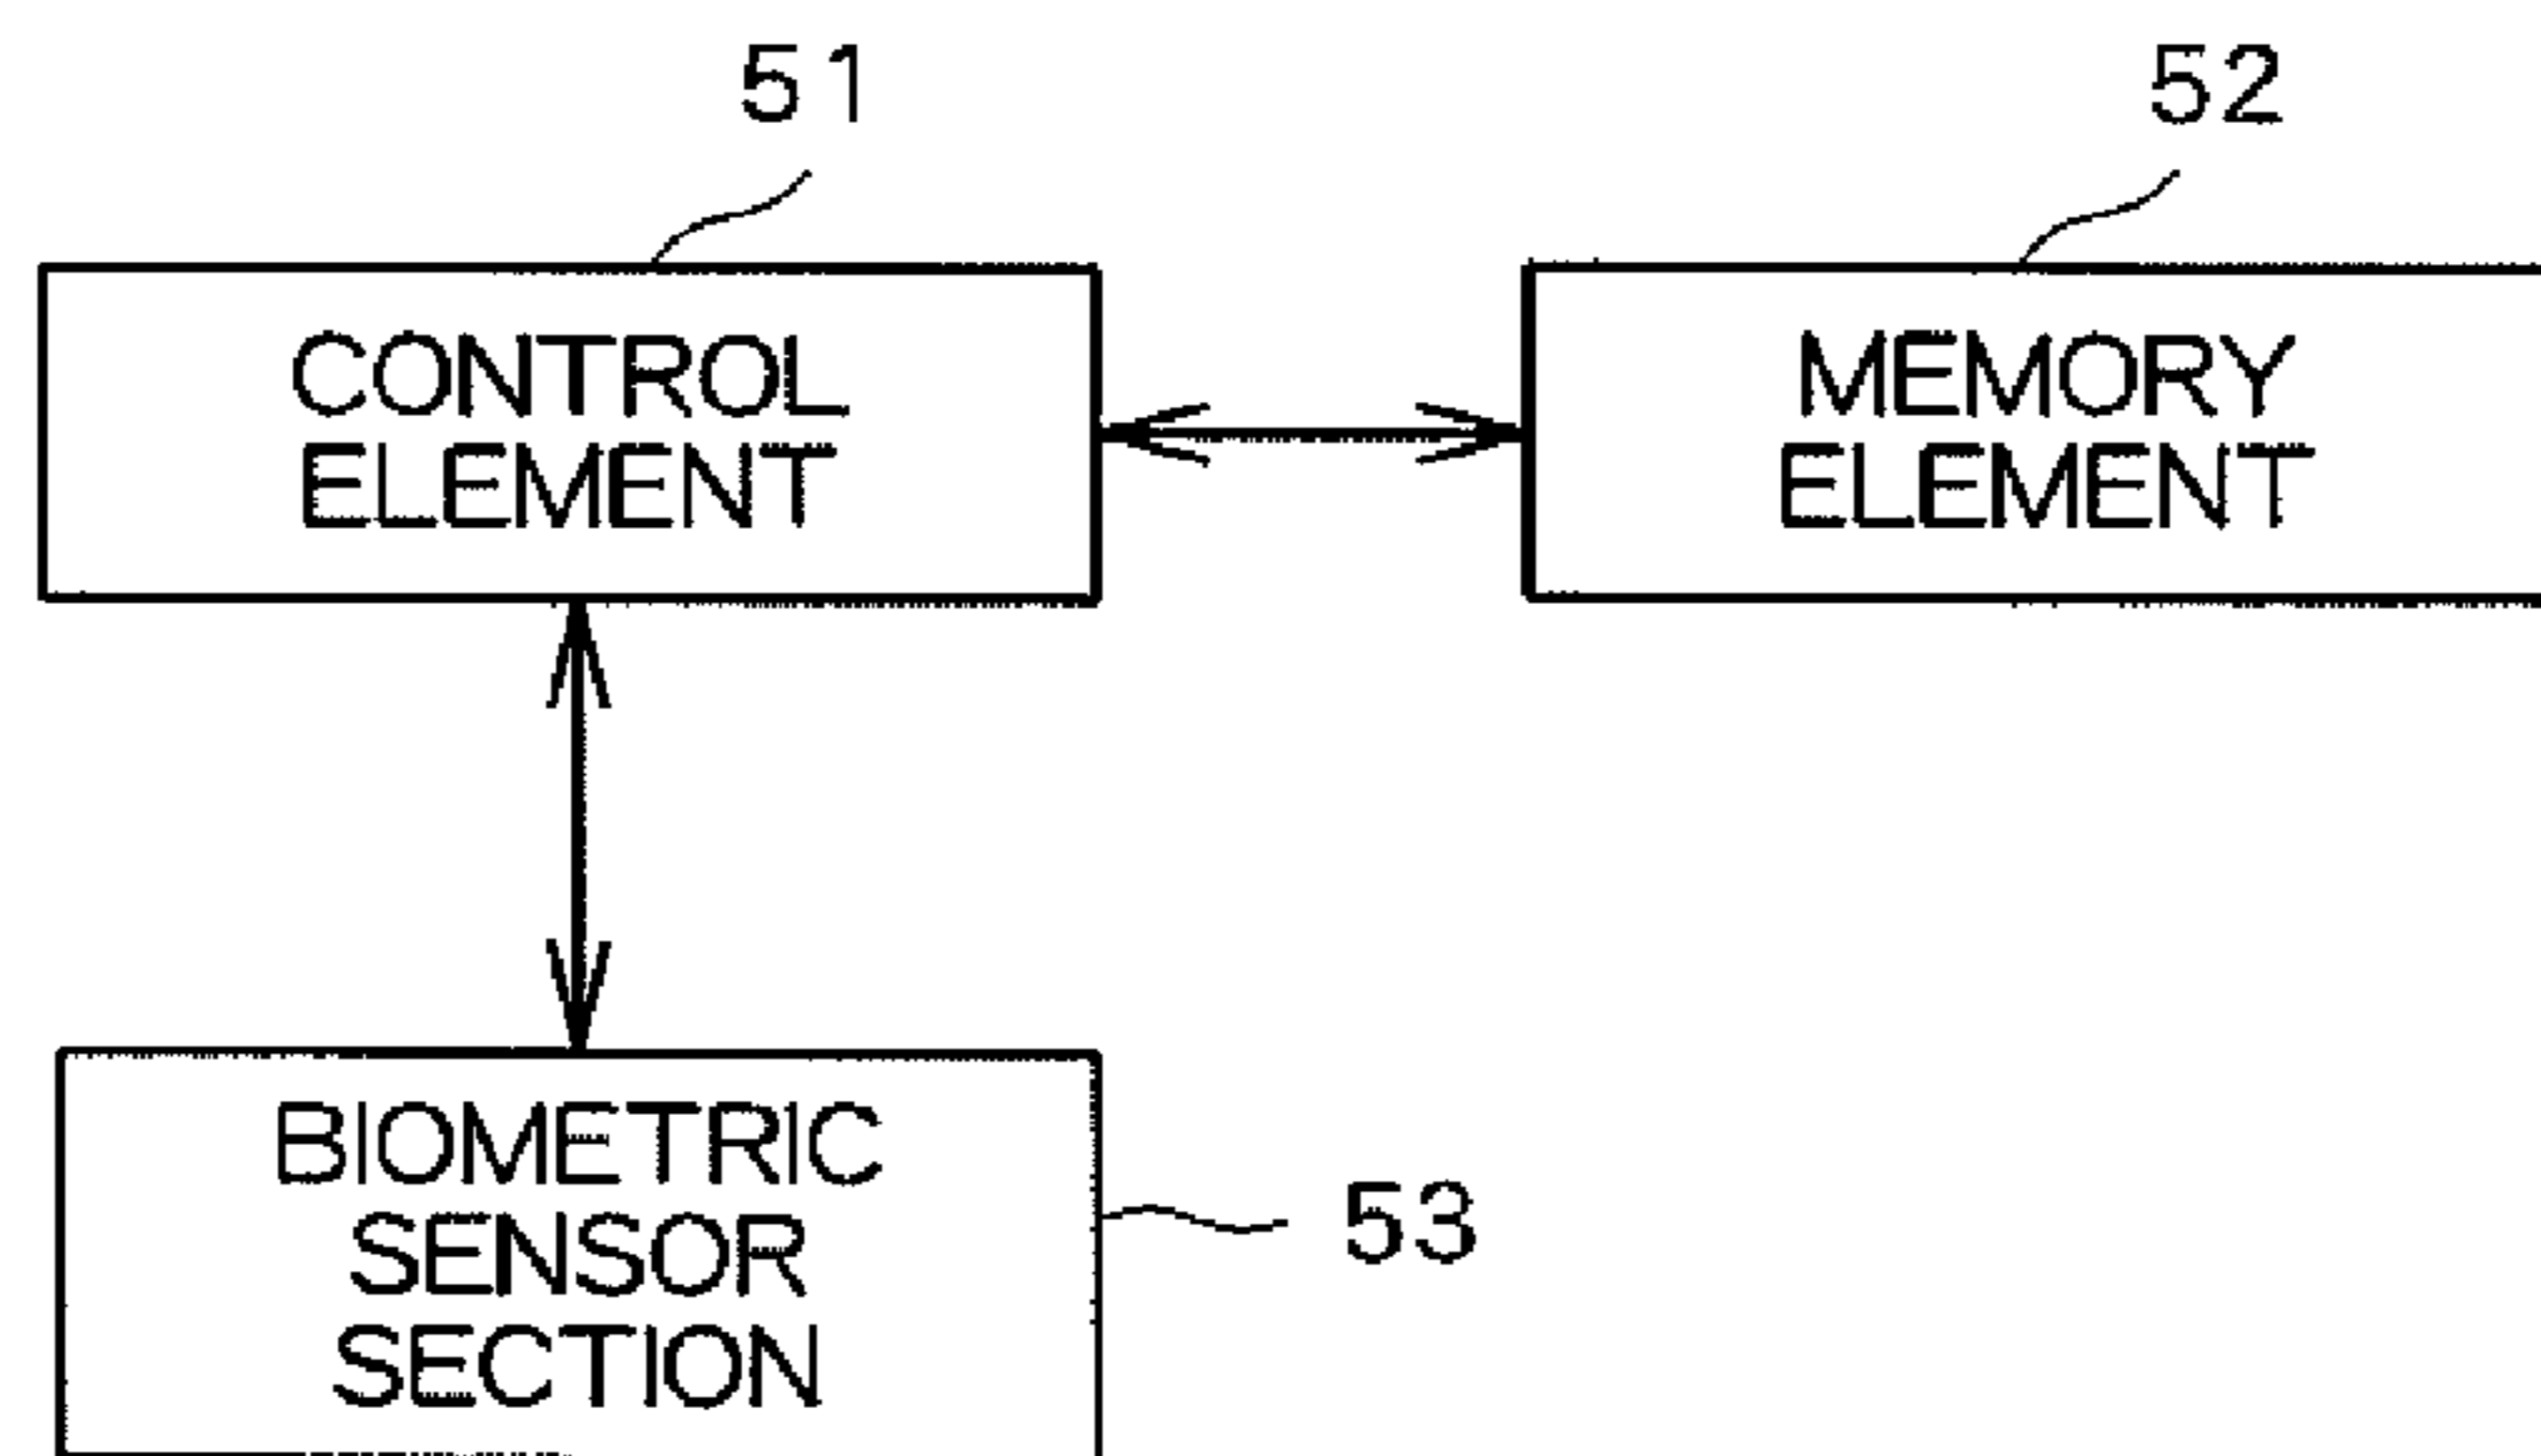 51
52
CONTROL
ELEMENT
MEMORY
ELEMENT
BIOMETRIC
SENSOR
SECTION
53